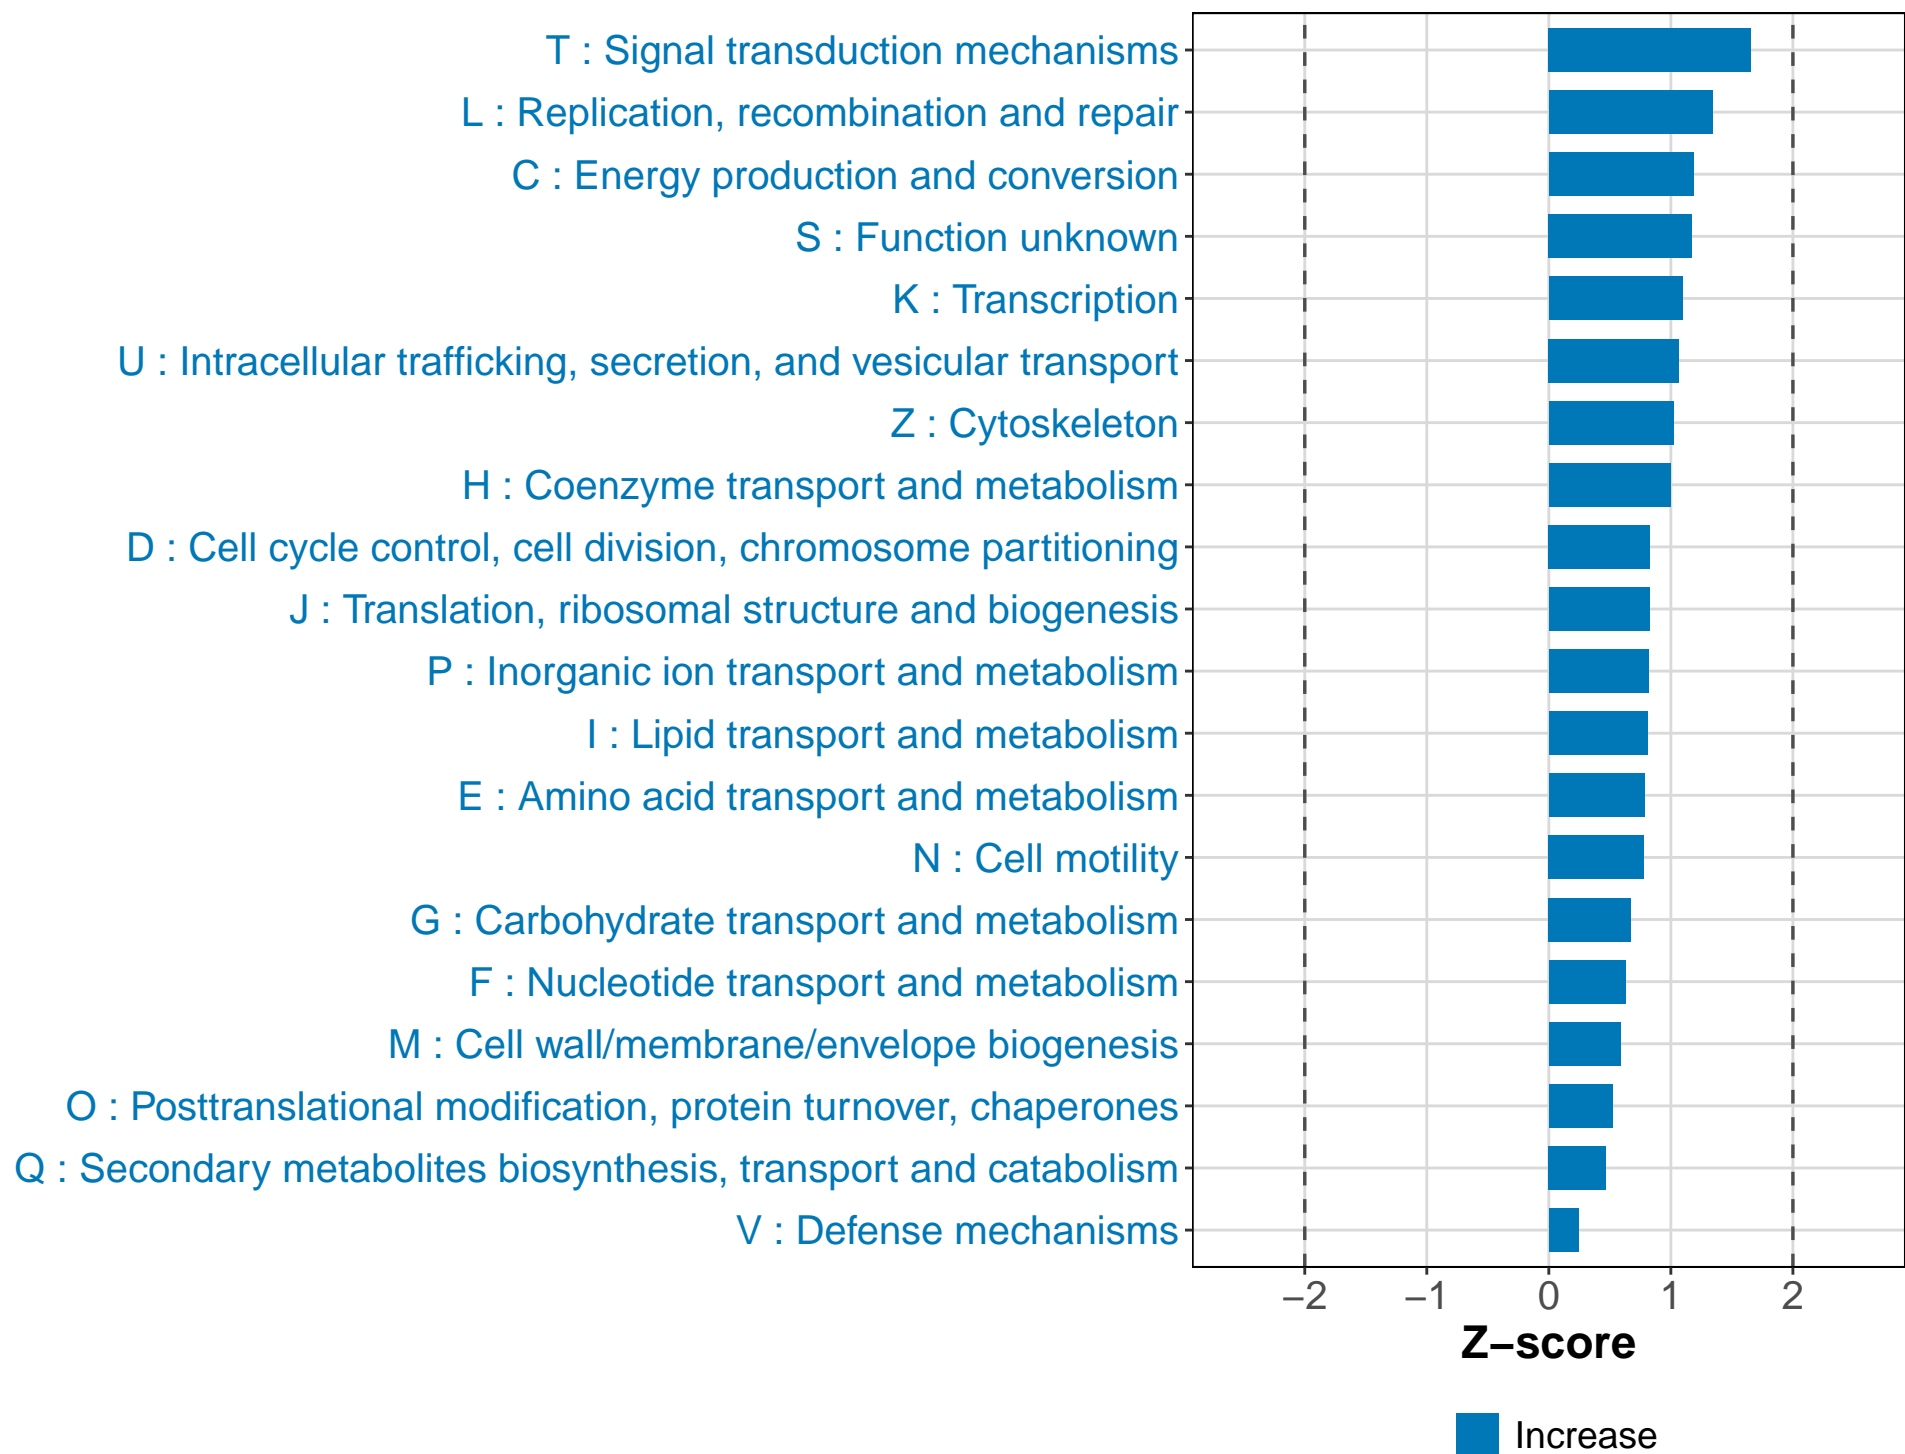 T : Signal transduction mechanisms
L : Replication, recombination and repair
C : Energy production and conversion
S : Function unknown
K : Transcription
U : Intracellular trafficking, secretion, and vesicular transport
Z : Cytoskeleton
H : Coenzyme transport and metabolism
D : Cell cycle control, cell division, chromosome partitioning
J : Translation, ribosomal structure and biogenesis
P : Inorganic ion transport and metabolism
I : Lipid transport and metabolism
E : Amino acid transport and metabolism
N : Cell motility
G : Carbohydrate transport and metabolism
F : Nucleotide transport and metabolism
M : Cell wall/membrane/envelope biogenesis
O : Posttranslational modification, protein turnover, chaperones
Q : Secondary metabolites biosynthesis, transport and catabolism
V : Defense mechanisms
−2 −1 0 1 2
Z−score
Increase